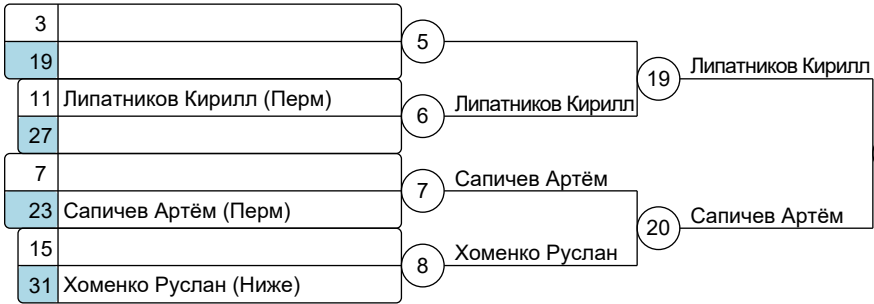 3
5
19
19 Липатников Кирилл
11 Липатников Кирилл (Перм)
6 Липатников Кирилл
27
7
7 Сапичев Артём
23 Сапичев Артём (Перм)
20 Сапичев Артём
15
8 Хоменко Руслан
31 Хоменко Руслан (Ниже)